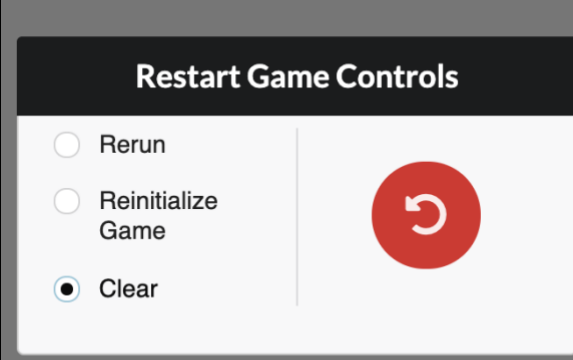 Restart Game Controls
Rerun
Reinitialize
Game
Clear